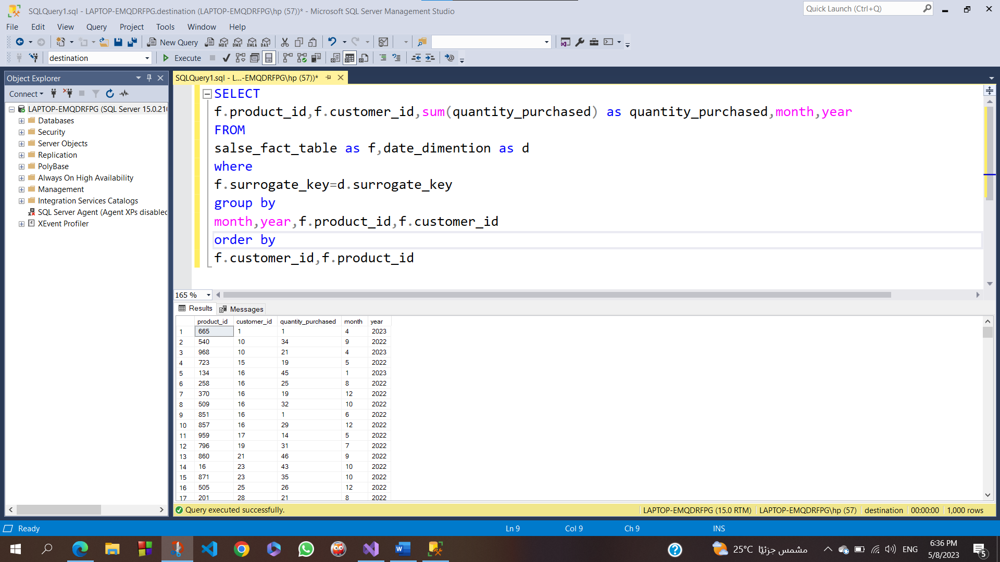 SQLQuery1.sql - LAPTOP-EMQDRFPG.destination (LAPTOP-EMQDRFPG\hp (57))* - Microsoft SQL Server Management Studio
Quick Launch (Ctrl+Q)
File Edit View Query Project Tools Window Help
New Query MDX DMX XMLA DAX
destination Execute
Object Explorer
SQLQuery1.sql - L...-EMQDRFPG\hp (57))*
Connect
LAPTOP-EMQDRFPG (SQL Server 15.0.210
Databases
Security
Server Objects
Replication
PolyBase
Always On High Availability
Management
Integration Services Catalogs
SQL Server Agent (Agent XPs disabled
XEvent Profiler
SELECT
f.product_id,f.customer_id,sum(quantity_purchased) as quantity_purchased,month,year
FROM
salse_fact_table as f,date_dimention as d
where
f.surrogate_key=d.surrogate_key
group by
month,year,f.product_id,f.customer_id
order by
f.customer_id,f.product_id
165 %
Results Messages
product_id customer_id quantity_purchased month year
1 665 1 1 4 2023
2 540 10 34 9 2022
3 968 10 21 4 2023
4 723 15 19 5 2022
5 134 16 45 1 2023
6 258 16 25 8 2022
7 370 16 19 12 2022
8 509 16 32 10 2022
9 851 16 1 6 2022
10 857 16 29 12 2022
11 959 17 14 5 2022
12 796 19 31 7 2022
13 860 21 46 9 2022
14 16 23 43 10 2022
15 871 23 35 10 2022
16 505 25 26 12 2022
17 201 28 21 8 2022
Query executed successfully. LAPTOP-EMQDRFPG (15.0 RTM) LAPTOP-EMQDRFPG\hp (57) destination 00:00:00 1,000 rows
Ready Ln 9 Col 9 Ch 9 INS
25°C مشمس جزئيًا ENG 6:36 PM
5/8/2023 5